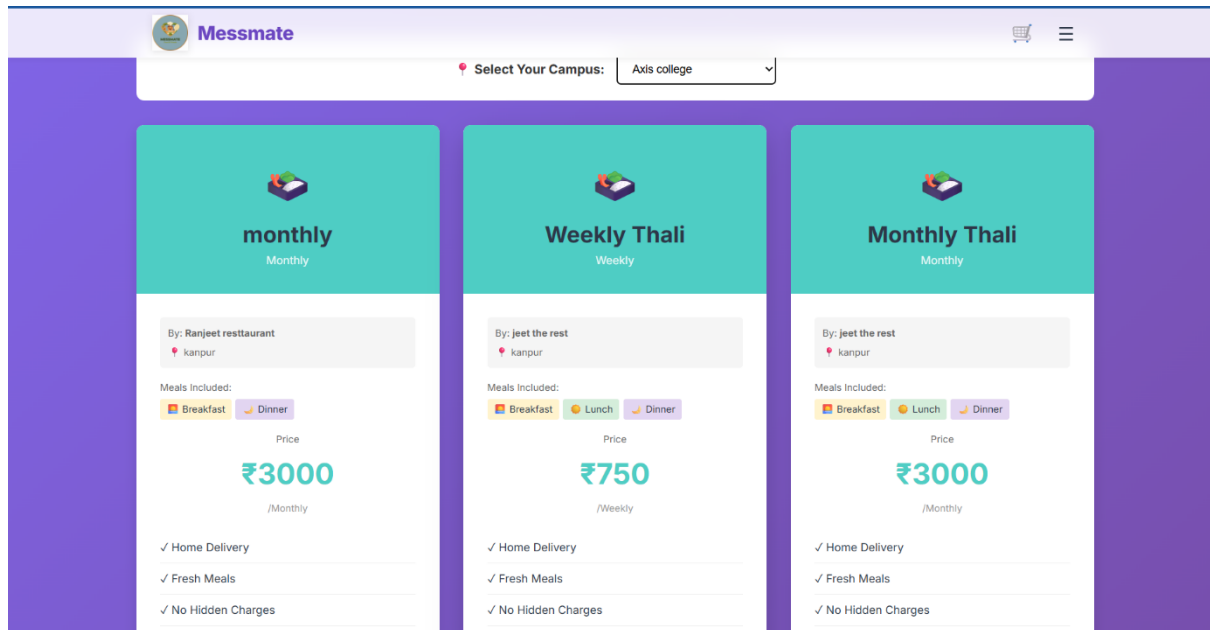 Messmate
Select Your Campus: Axis college
monthly
Monthly
By: Ranjeet resttaurant
kanpur
Meals Included:
Breakfast Dinner
Price
₹3000
/Monthly
✓ Home Delivery
✓ Fresh Meals
✓ No Hidden Charges
Weekly Thali
Weekly
By: jeet the rest
kanpur
Meals Included:
Breakfast Lunch Dinner
Price
₹750
/Weekly
✓ Home Delivery
✓ Fresh Meals
✓ No Hidden Charges
Monthly Thali
Monthly
By: jeet the rest
kanpur
Meals Included:
Breakfast Lunch Dinner
Price
₹3000
/Monthly
✓ Home Delivery
✓ Fresh Meals
✓ No Hidden Charges